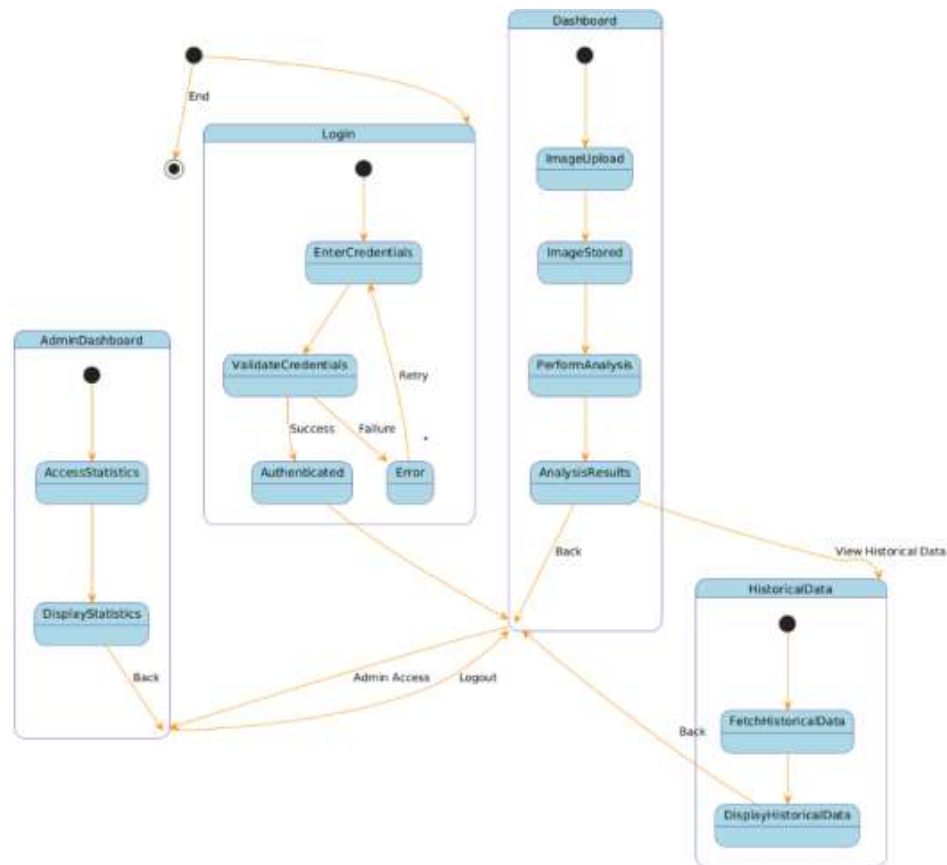 Dashboard
End
Login
ImageUpload
EnterCredentials
ImageStored
AdminDashboard
ValidateCredentials
Retry
PerformAnalysis
Success
Failure
AccessStatistics
Authenticated
Error
AnalysisResults
Back
View Historical Data
HistoricalData
DisplayStatistics
Back
Admin Access
Logout
FetchHistoricalData
Back
DisplayHistoricalData